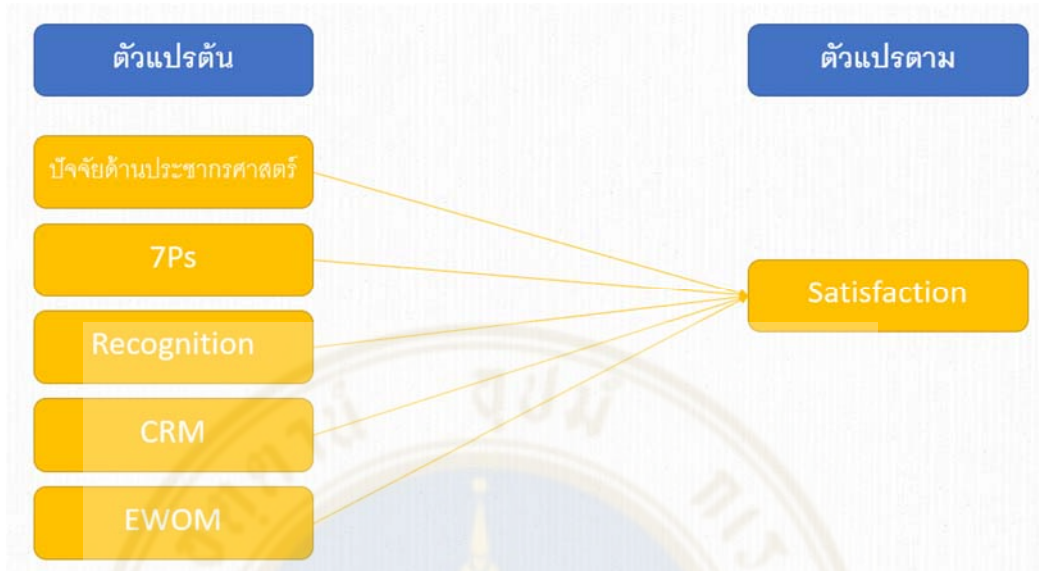 ตัวแปรต้น
ตัวแปรตาม
ปัจจัยด้านประชากรศาสตร์
7Ps
Satisfaction
Recognition
CRM
EWOM